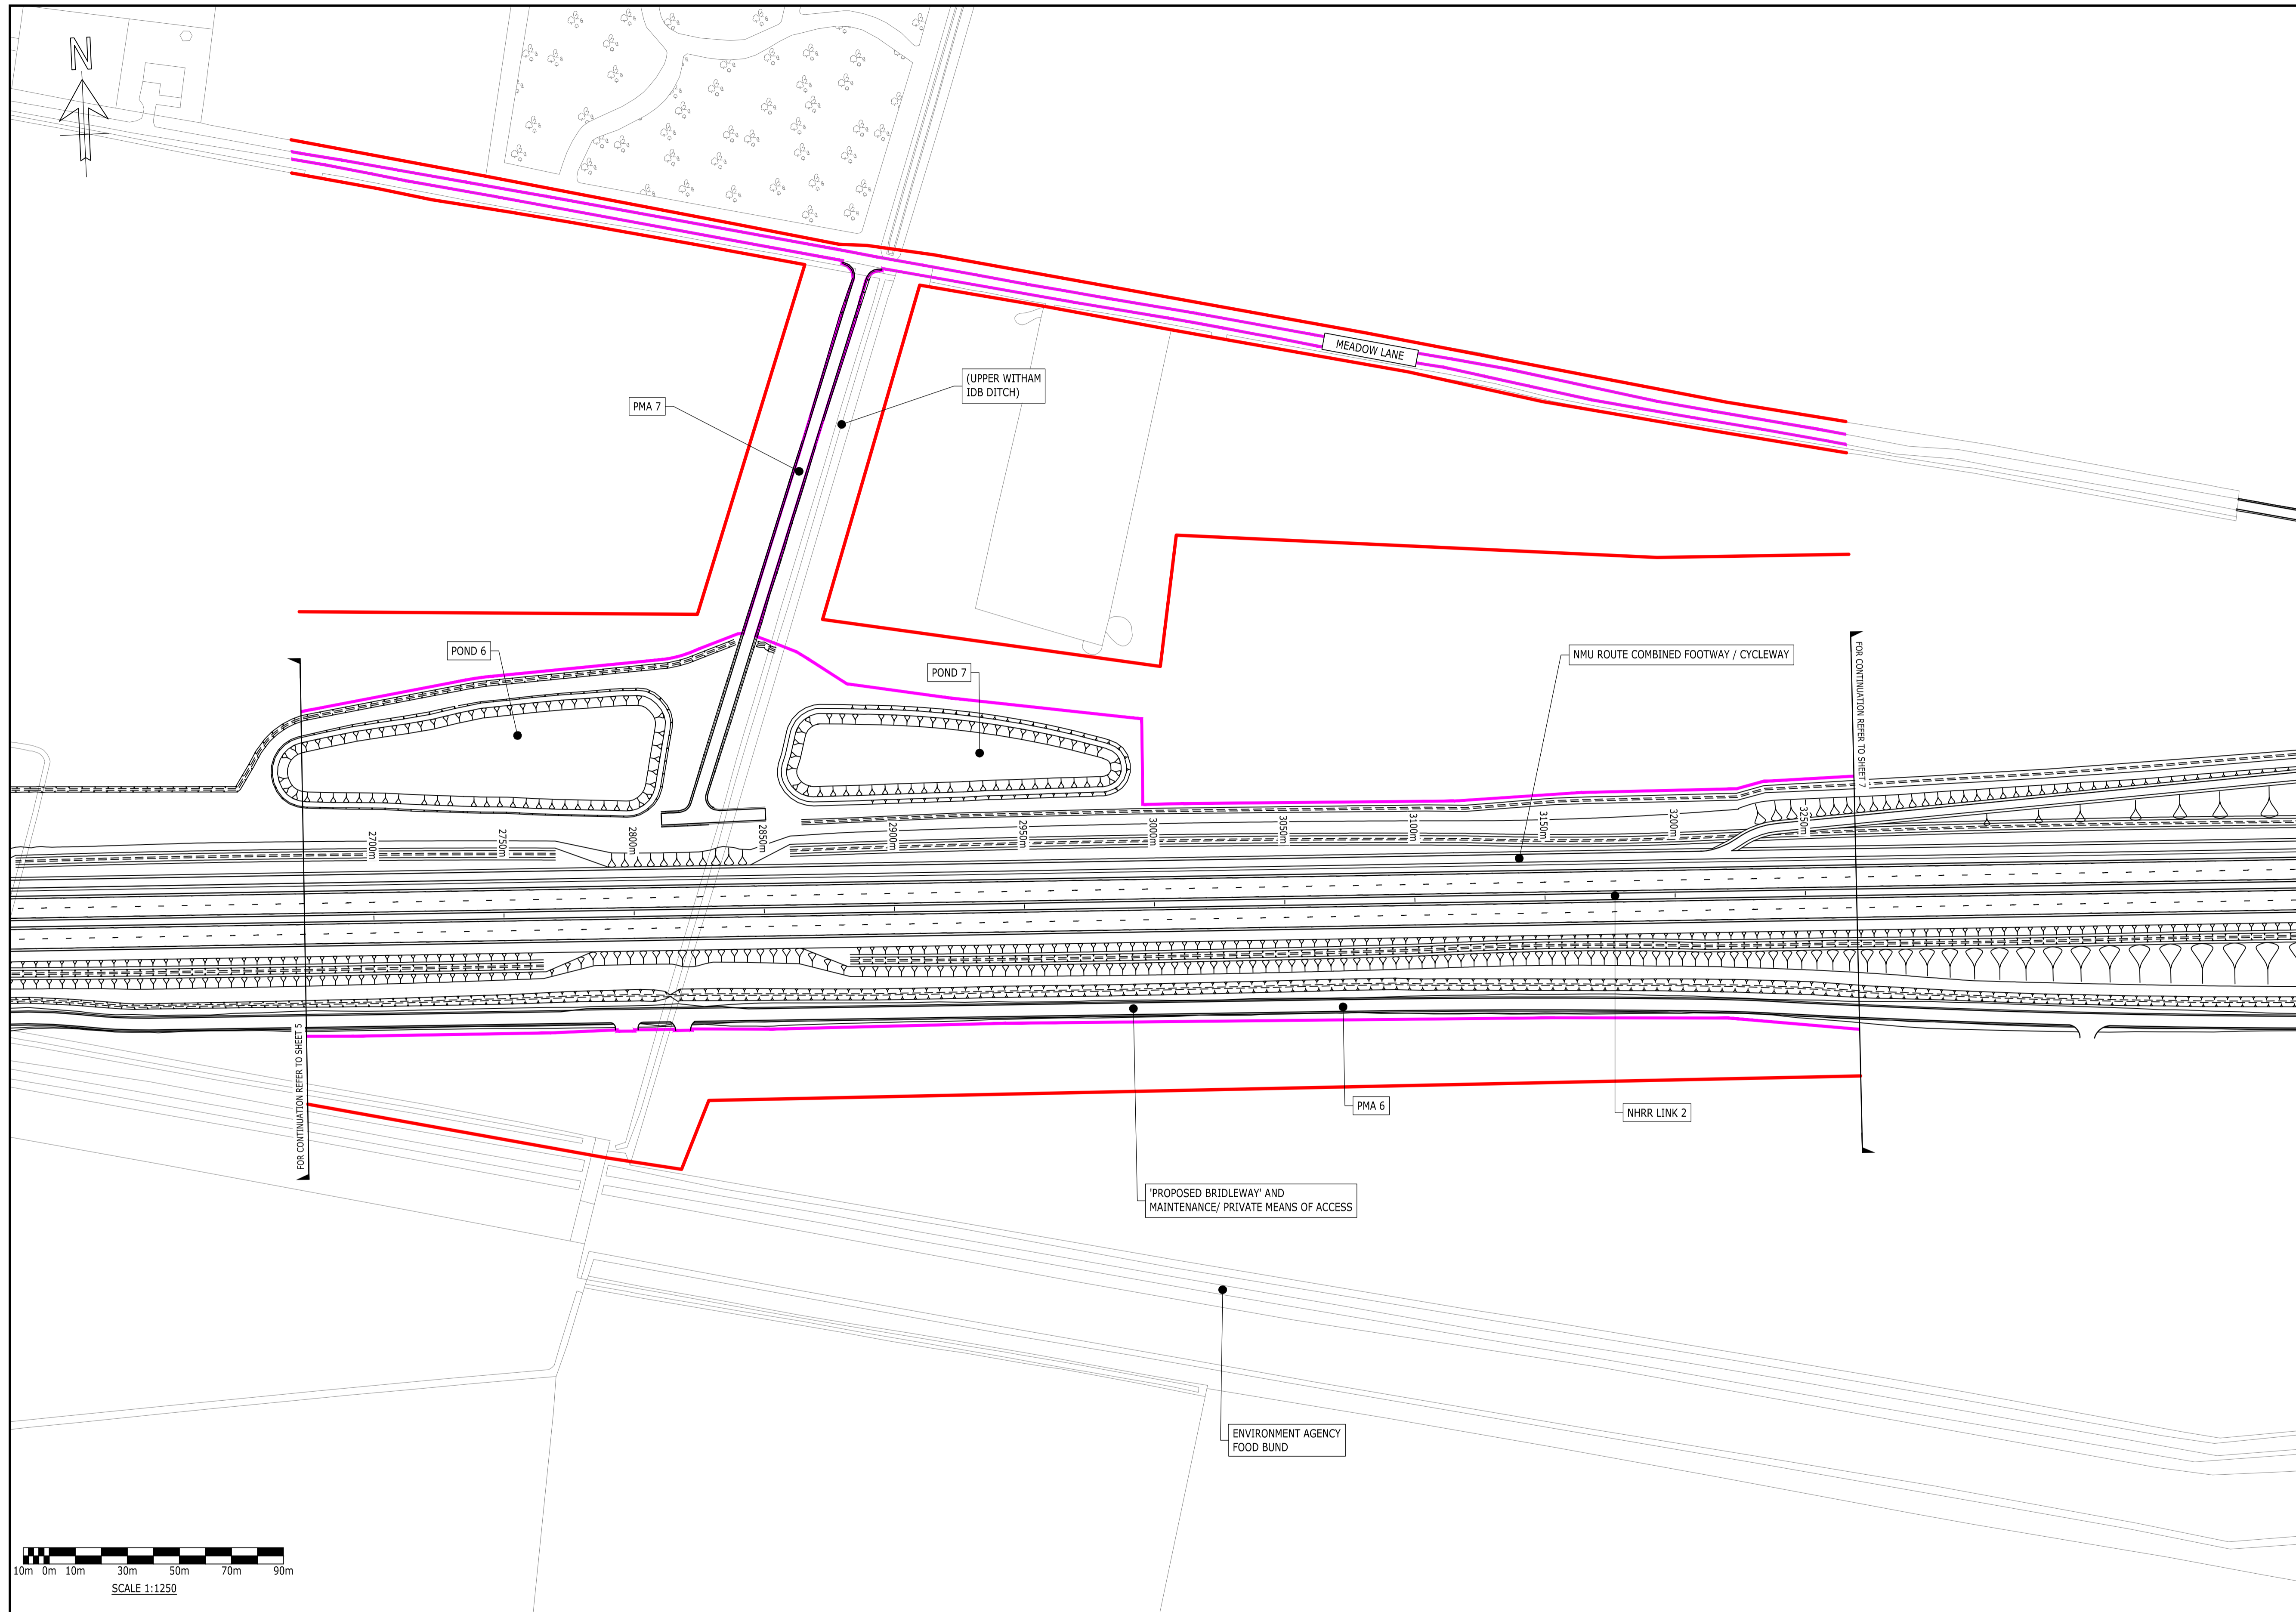 N
MEADOW LANE
(UPPER WITHAM
IDB DITCH)
PMA 7
POND 6
POND 7
NMU ROUTE COMBINED FOOTWAY / CYCLEWAY
FOR CONTINUATION REFER TO SHEET 7
2700m
2750m
2800m
2850m
2900m
2950m
3000m
3050m
3100m
3150m
3200m
3250m
FOR CONTINUATION REFER TO SHEET 5
PMA 6
NHRR LINK 2
'PROPOSED BRIDLEWAY' AND
MAINTENANCE/ PRIVATE MEANS OF ACCESS
ENVIRONMENT AGENCY
FOOD BUND
10m 0m 10m 30m 50m 70m 90m
SCALE 1:1250